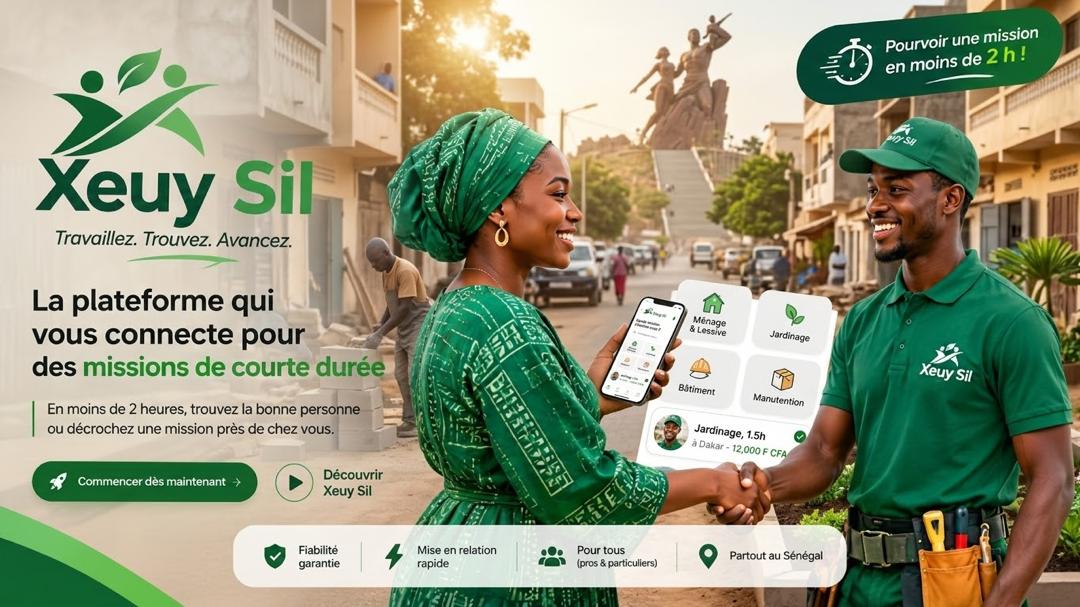 Xeuy Sil
Travaillez. Trouvez. Avancez.
La plateforme qui
vous connecte pour
des missions de courte durée
En moins de 2 heures, trouvez la bonne personne
ou décrochez une mission près de chez vous.
Commencer dès maintenant →
Découvrir
Xeuy Sil
Pourvoir une mission
en moins de 2 h !
Ménage
& Lessive
Jardinage
Bâtiment
Manutention
Jardinage, 1.5h
à Dakar - 12,000 F CFA
Xeuy Sil
Xeuy Sil
Fiabilité
garantie
Mise en relation
rapide
Pour tous
(pros & particuliers)
Partout au Sénégal